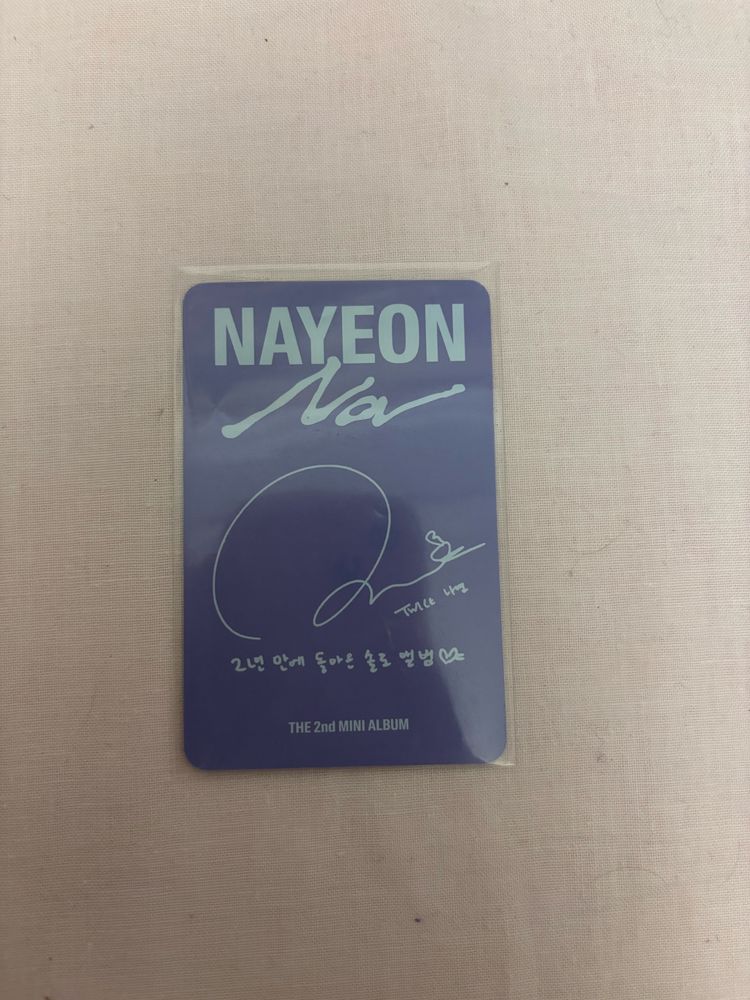 NAYEON
NA
TWICE 나연
2년 만에 돌아온 솔로 앨범
THE 2nd MINI ALBUM